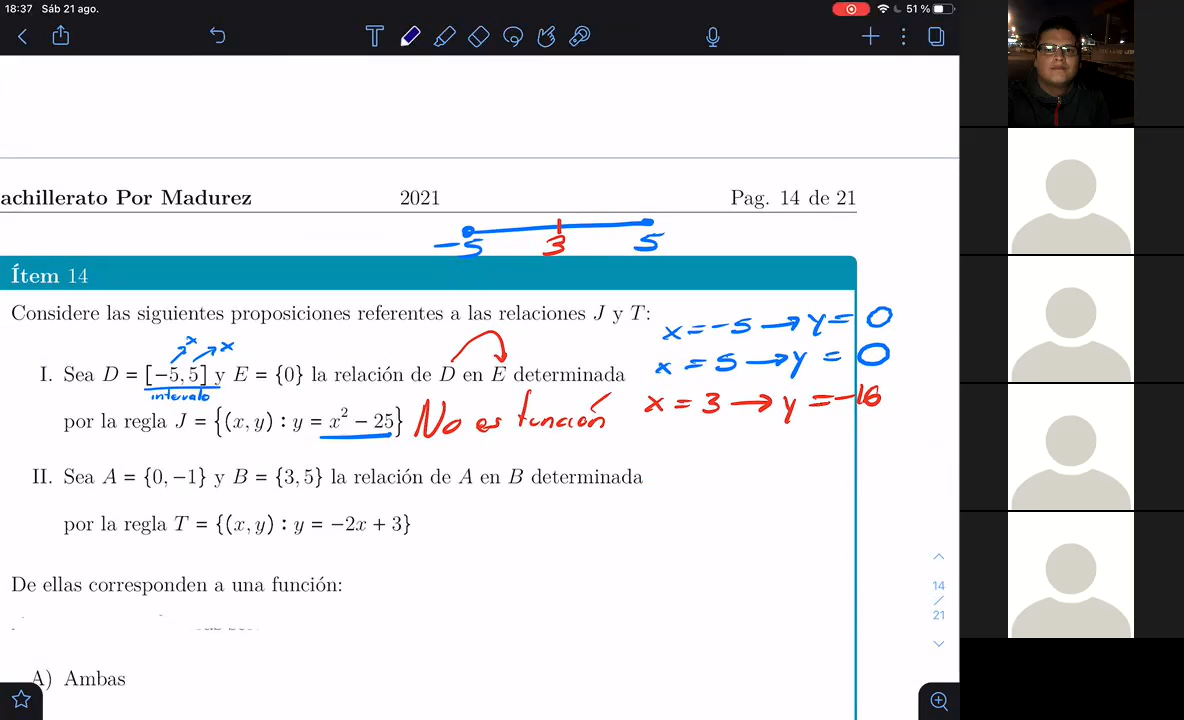 18:37 Sáb 21 ago.
51 %
achillerato Por Madurez 2021 Pag. 14 de 21
-5 3 5
Ítem 14
Considere las siguientes proposiciones referentes a las relaciones J y T:
x = -5 → y = 0
x x
I. Sea D = [−5, 5] y E = {0} la relación de D en E determinada
x = 5 → y = 0
intervalo
x = 3 → y = -16
por la regla J = {(x, y) : y = x² − 25} No es función
II. Sea A = {0, −1} y B = {3, 5} la relación de A en B determinada
por la regla T = {(x, y) : y = −2x + 3}
De ellas corresponden a una función:
14
/
21
A) Ambas